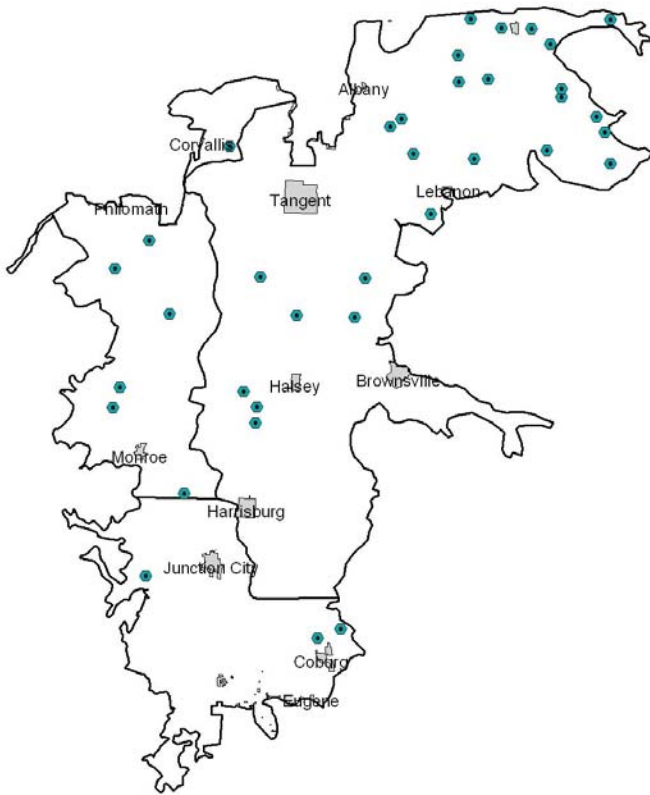 Albany
Corvallis
Lebanon
Tangent
Philomath
Brownsville
Halsey
Monroe
Harrisburg
Junction City
Coburg
Eugene